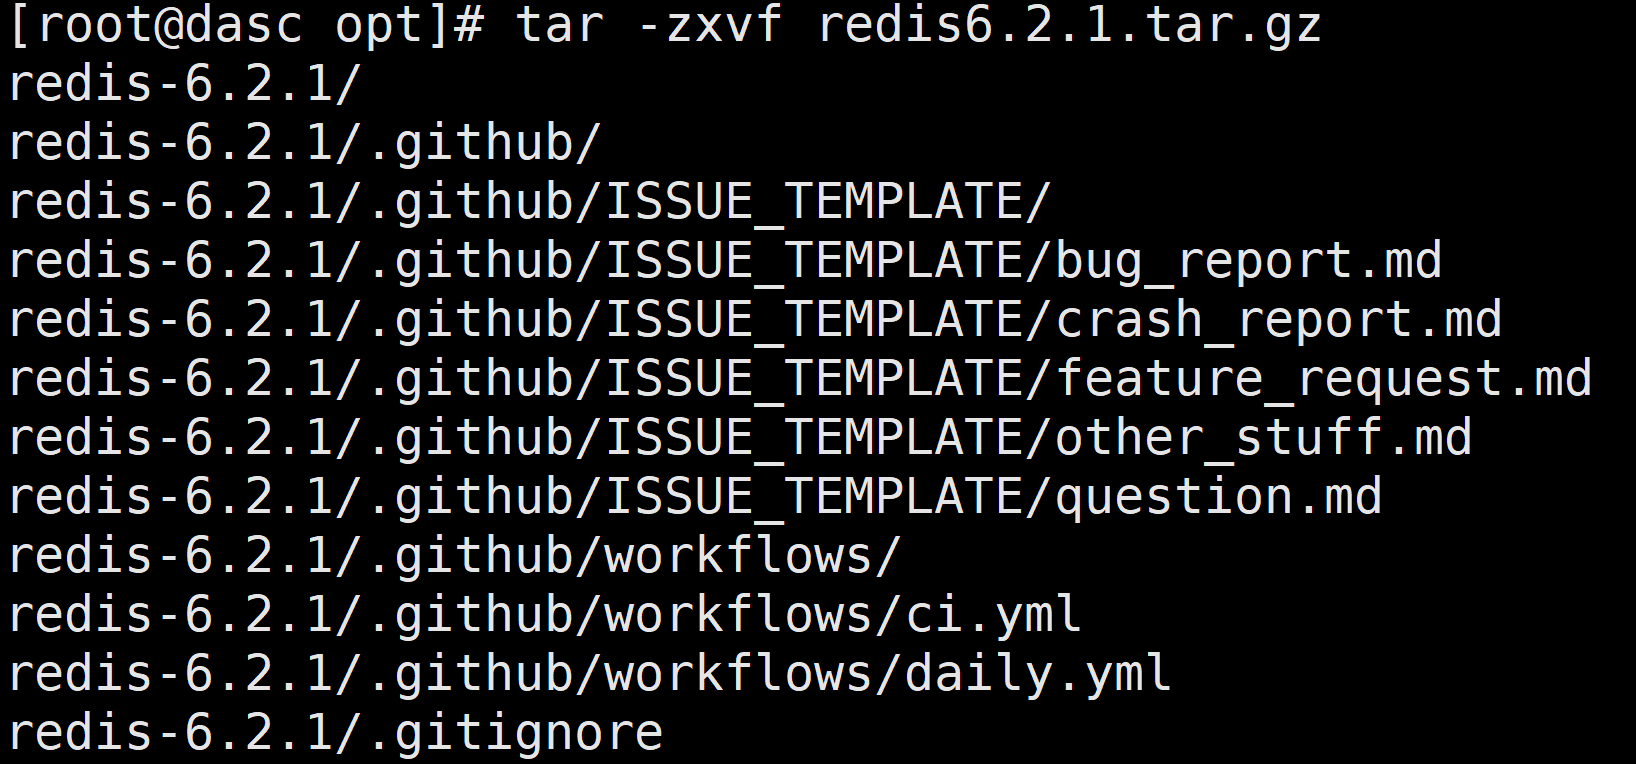 [root@dasc opt]# tar -zxvf redis6.2.1.tar.gz
redis-6.2.1/
redis-6.2.1/.github/
redis-6.2.1/.github/ISSUE_TEMPLATE/
redis-6.2.1/.github/ISSUE_TEMPLATE/bug_report.md
redis-6.2.1/.github/ISSUE_TEMPLATE/crash_report.md
redis-6.2.1/.github/ISSUE_TEMPLATE/feature_request.md
redis-6.2.1/.github/ISSUE_TEMPLATE/other_stuff.md
redis-6.2.1/.github/ISSUE_TEMPLATE/question.md
redis-6.2.1/.github/workflows/
redis-6.2.1/.github/workflows/ci.yml
redis-6.2.1/.github/workflows/daily.yml
redis-6.2.1/.gitignore